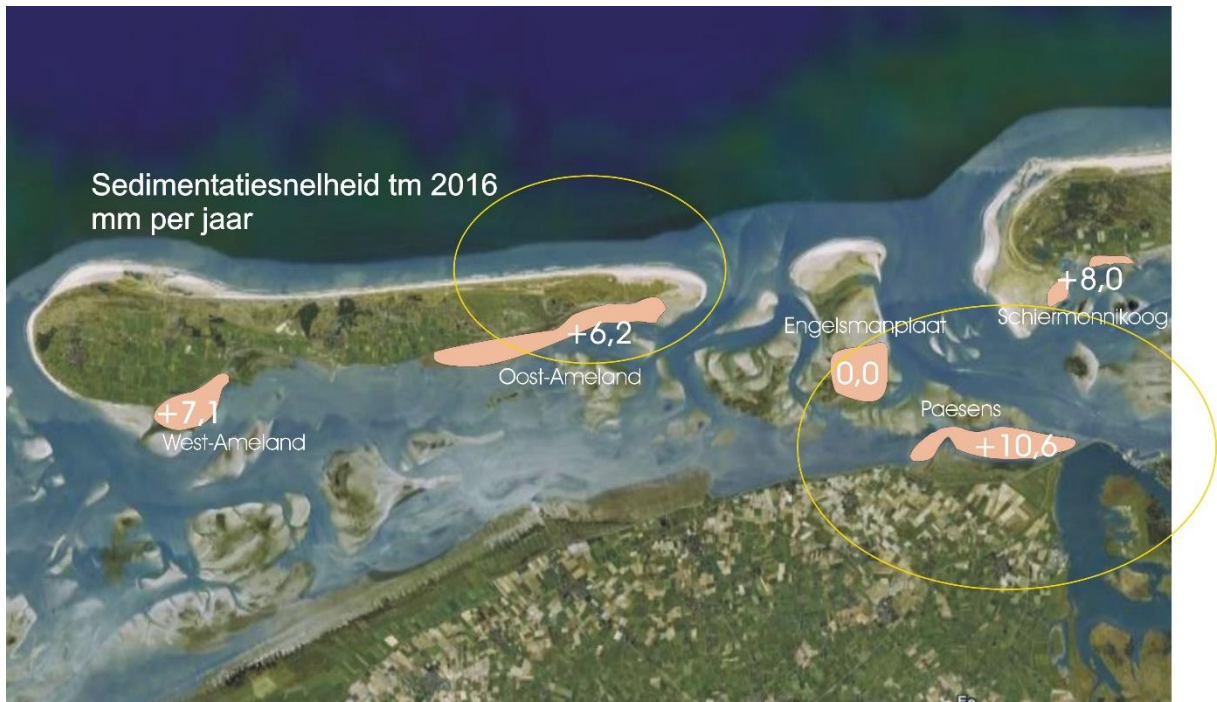 Sedimentatiesnelheid tm 2016
mm per jaar
+8,0
Schiermonnikoog
Engelsmanplaat
+6,2
Oost-Ameland
0,0
+7,1
West-Ameland
Paesens
+10,6